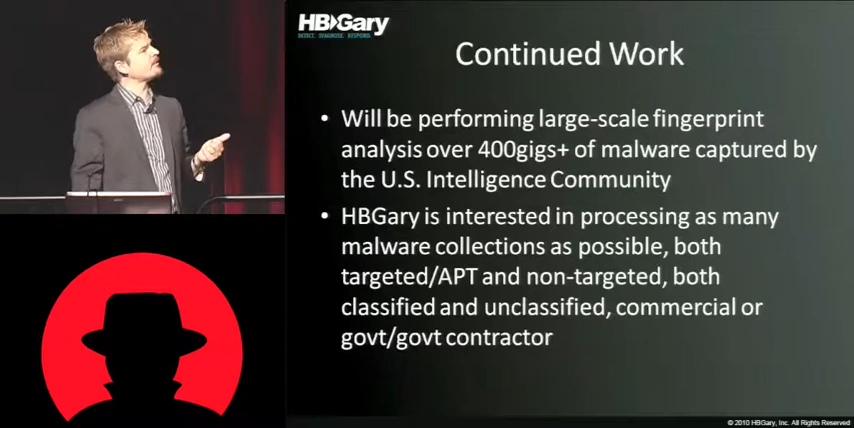 HBGary
DETECT. DIAGNOSE. RESPOND.
Continued Work
• Will be performing large-scale fingerprint
analysis over 400gigs+ of malware captured by
the U.S. Intelligence Community
• HBGary is interested in processing as many
malware collections as possible, both
targeted/APT and non-targeted, both
classified and unclassified, commercial or
govt/govt contractor
© 2010 HBGary, Inc. All Rights Reserved